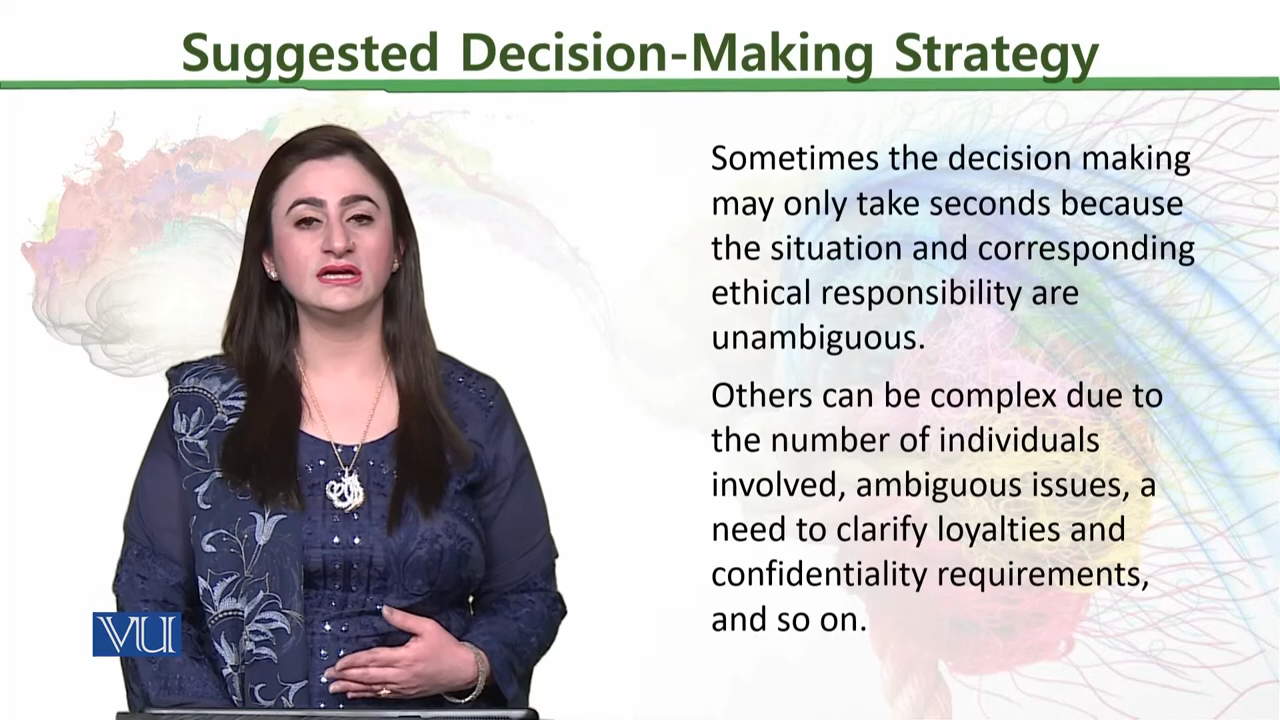 Suggested Decision-Making Strategy
Sometimes the decision making
may only take seconds because
the situation and corresponding
ethical responsibility are
unambiguous.
Others can be complex due to
the number of individuals
involved, ambiguous issues, a
need to clarify loyalties and
confidentiality requirements,
and so on.
VU